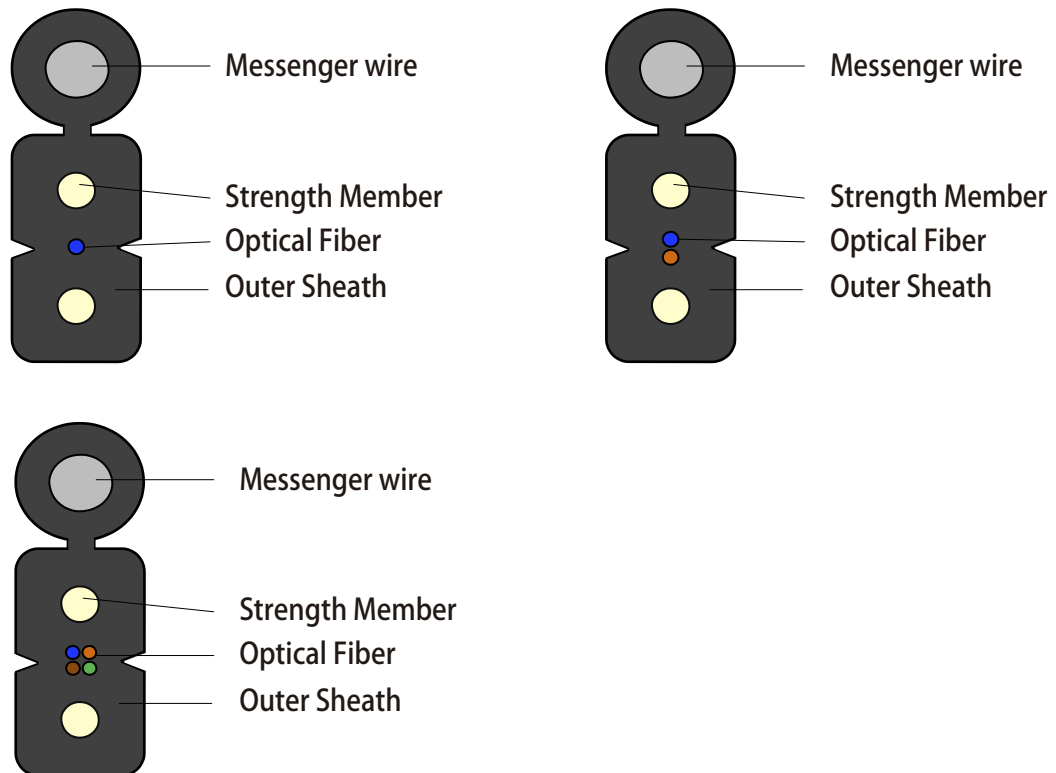 Messenger wire
Strength Member
Optical Fiber
Outer Sheath
Messenger wire
Strength Member
Optical Fiber
Outer Sheath
Messenger wire
Strength Member
Optical Fiber
Outer Sheath